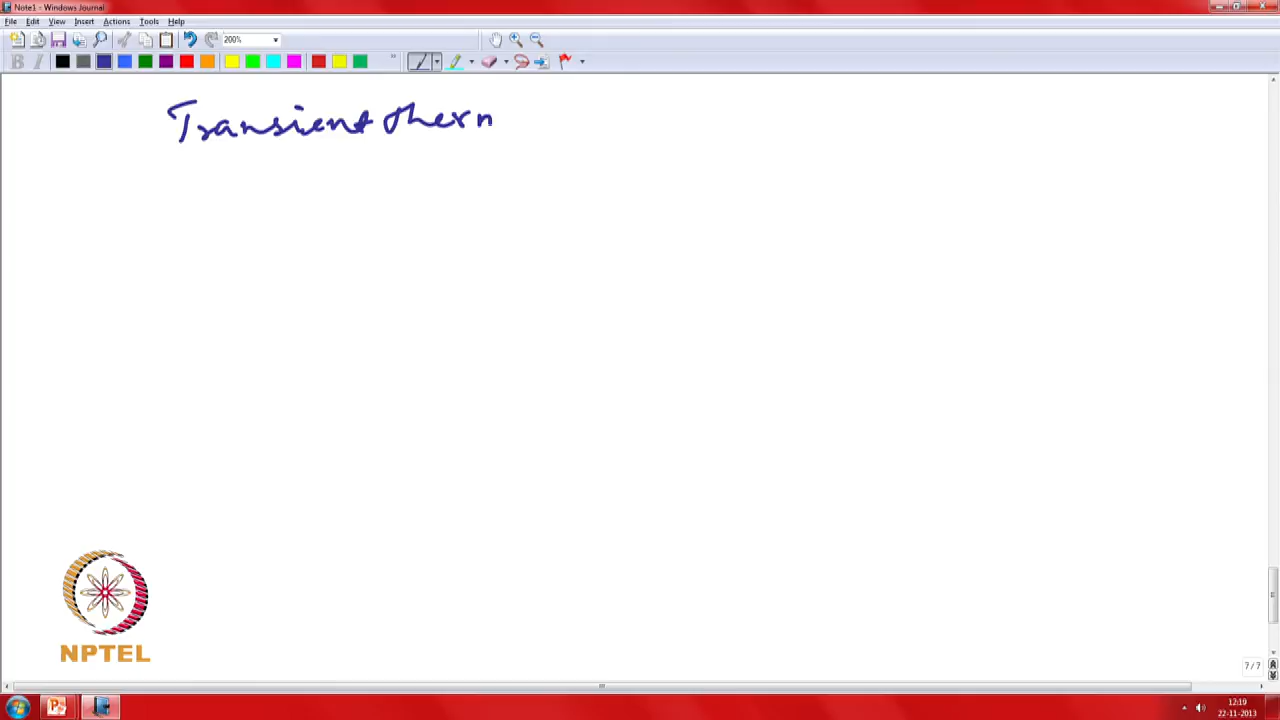 Note1 - Windows Journal
File Edit View Insert Actions Tools Help
200%
B I
Transient therm
NPTEL
7 / 7
12:19
22-11-2013